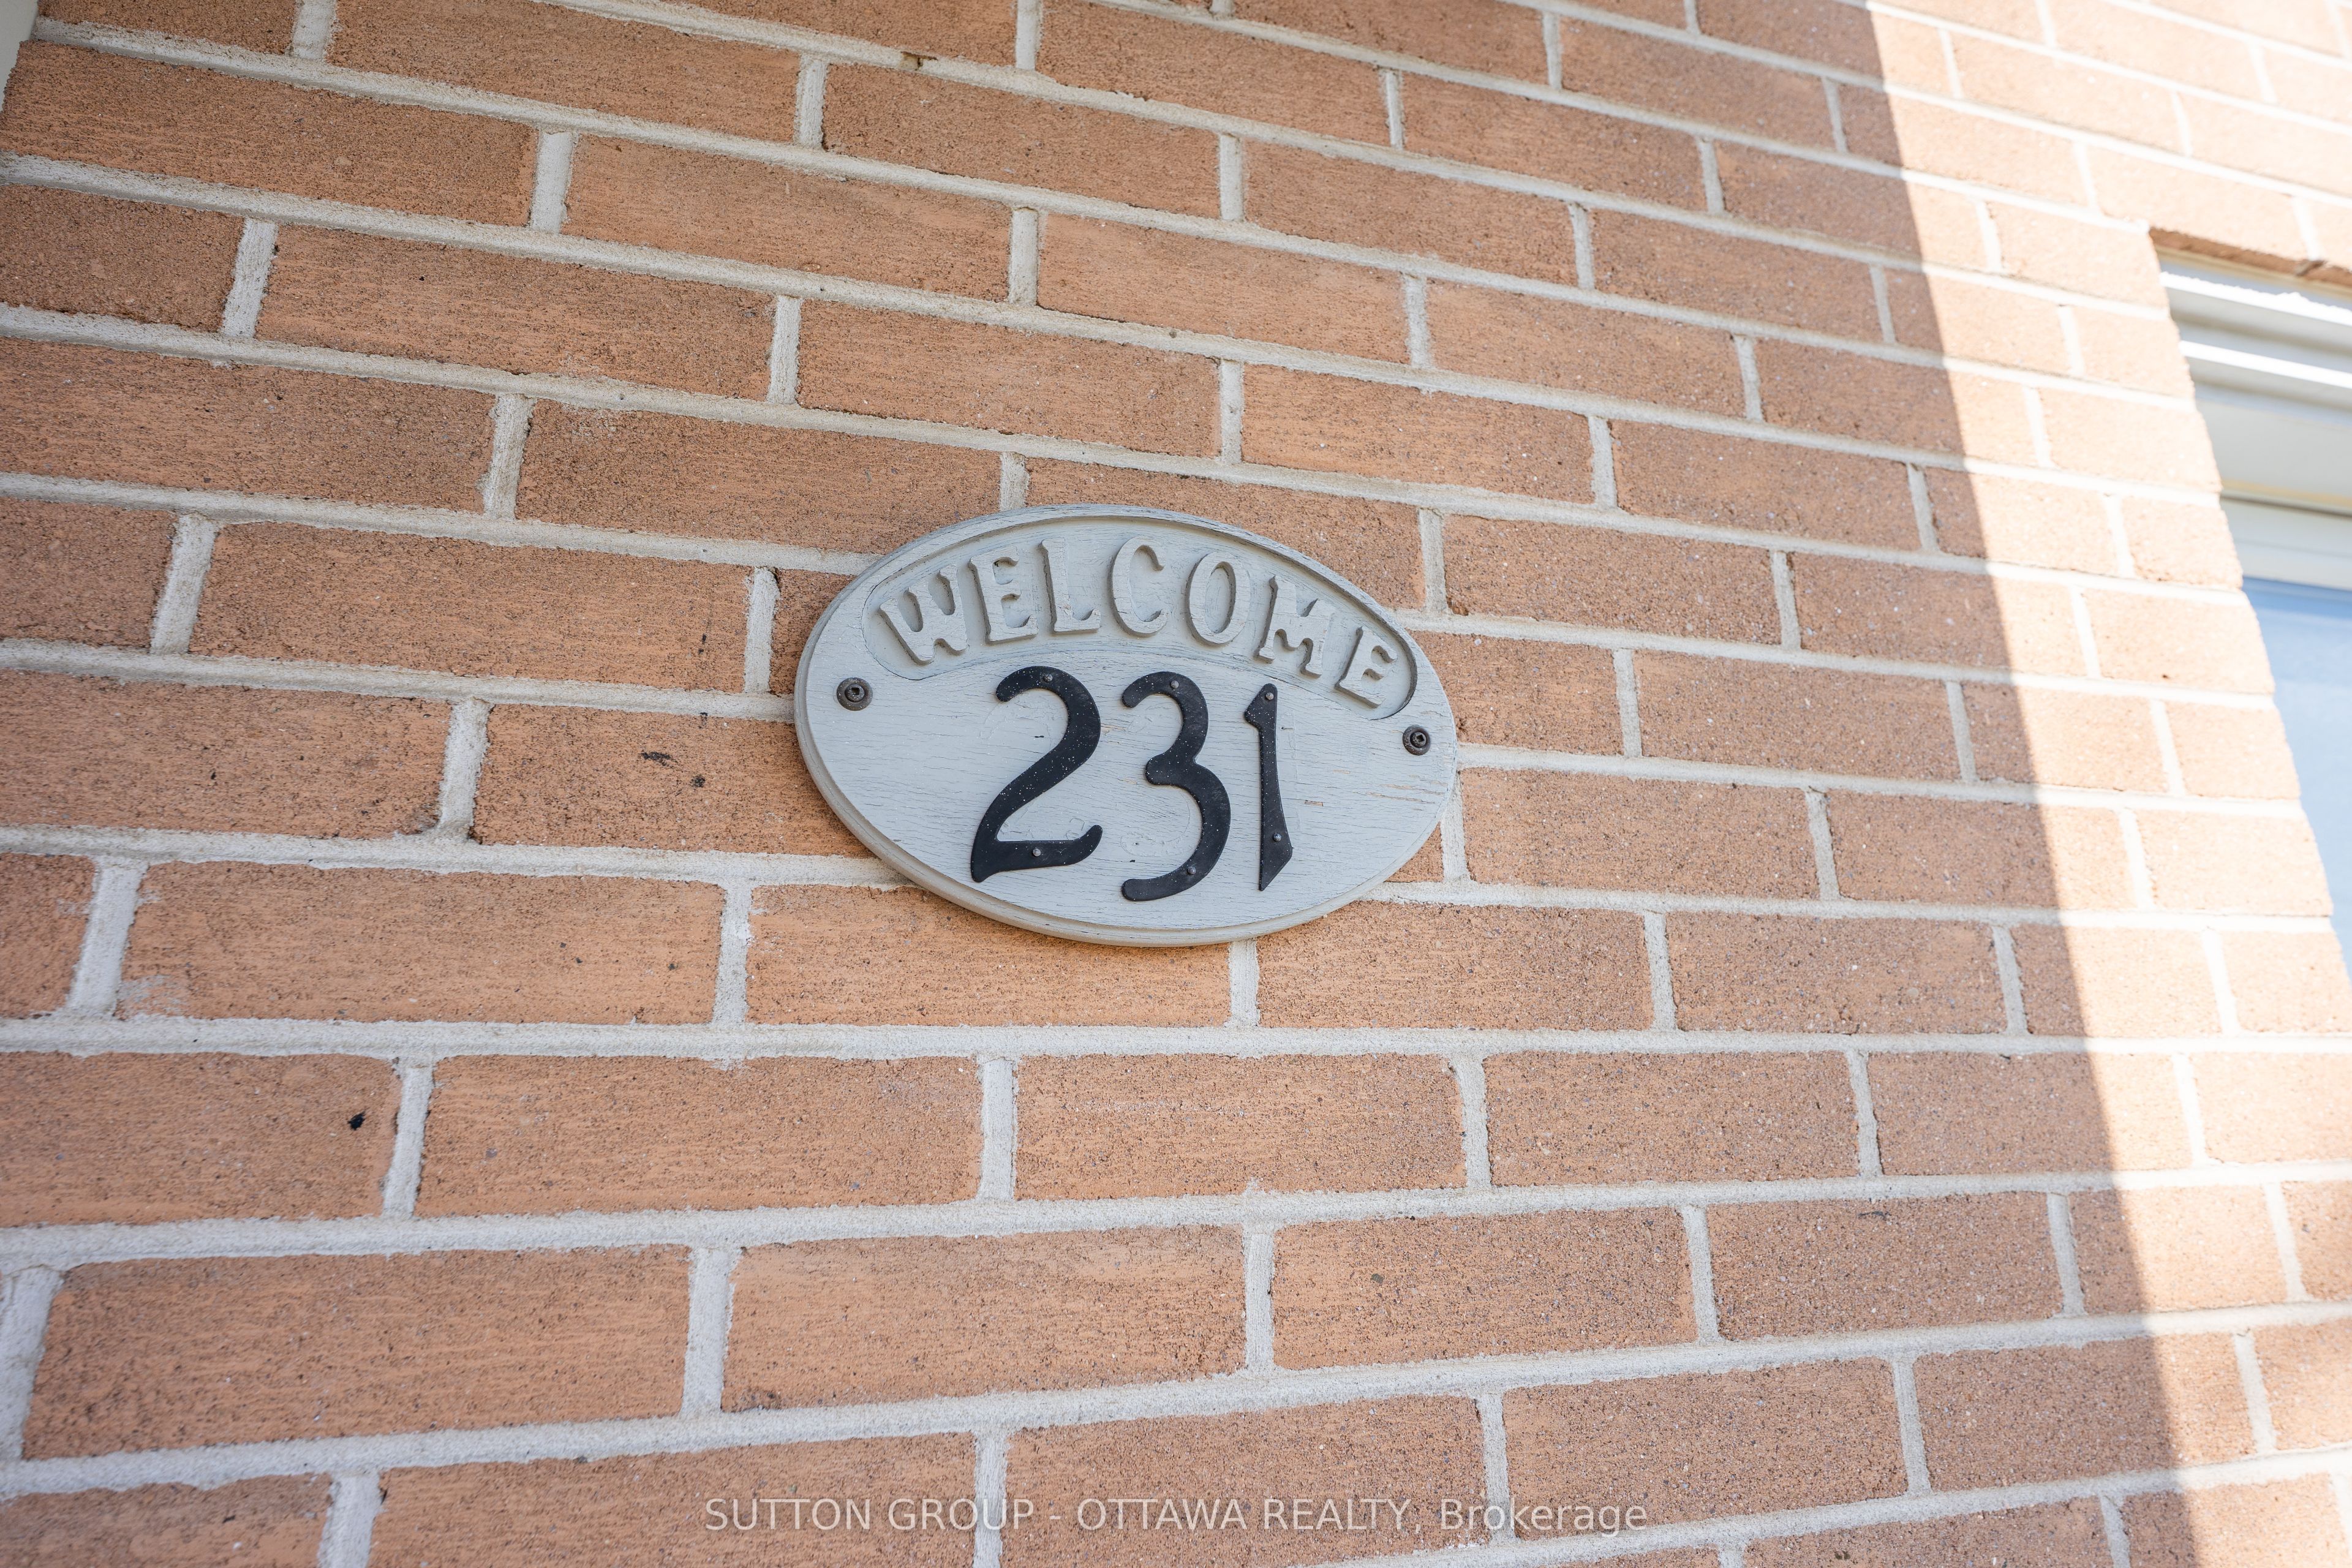 WELCOME
231
SUTTON GROUP - OTTAWA REALTY, Brokerage